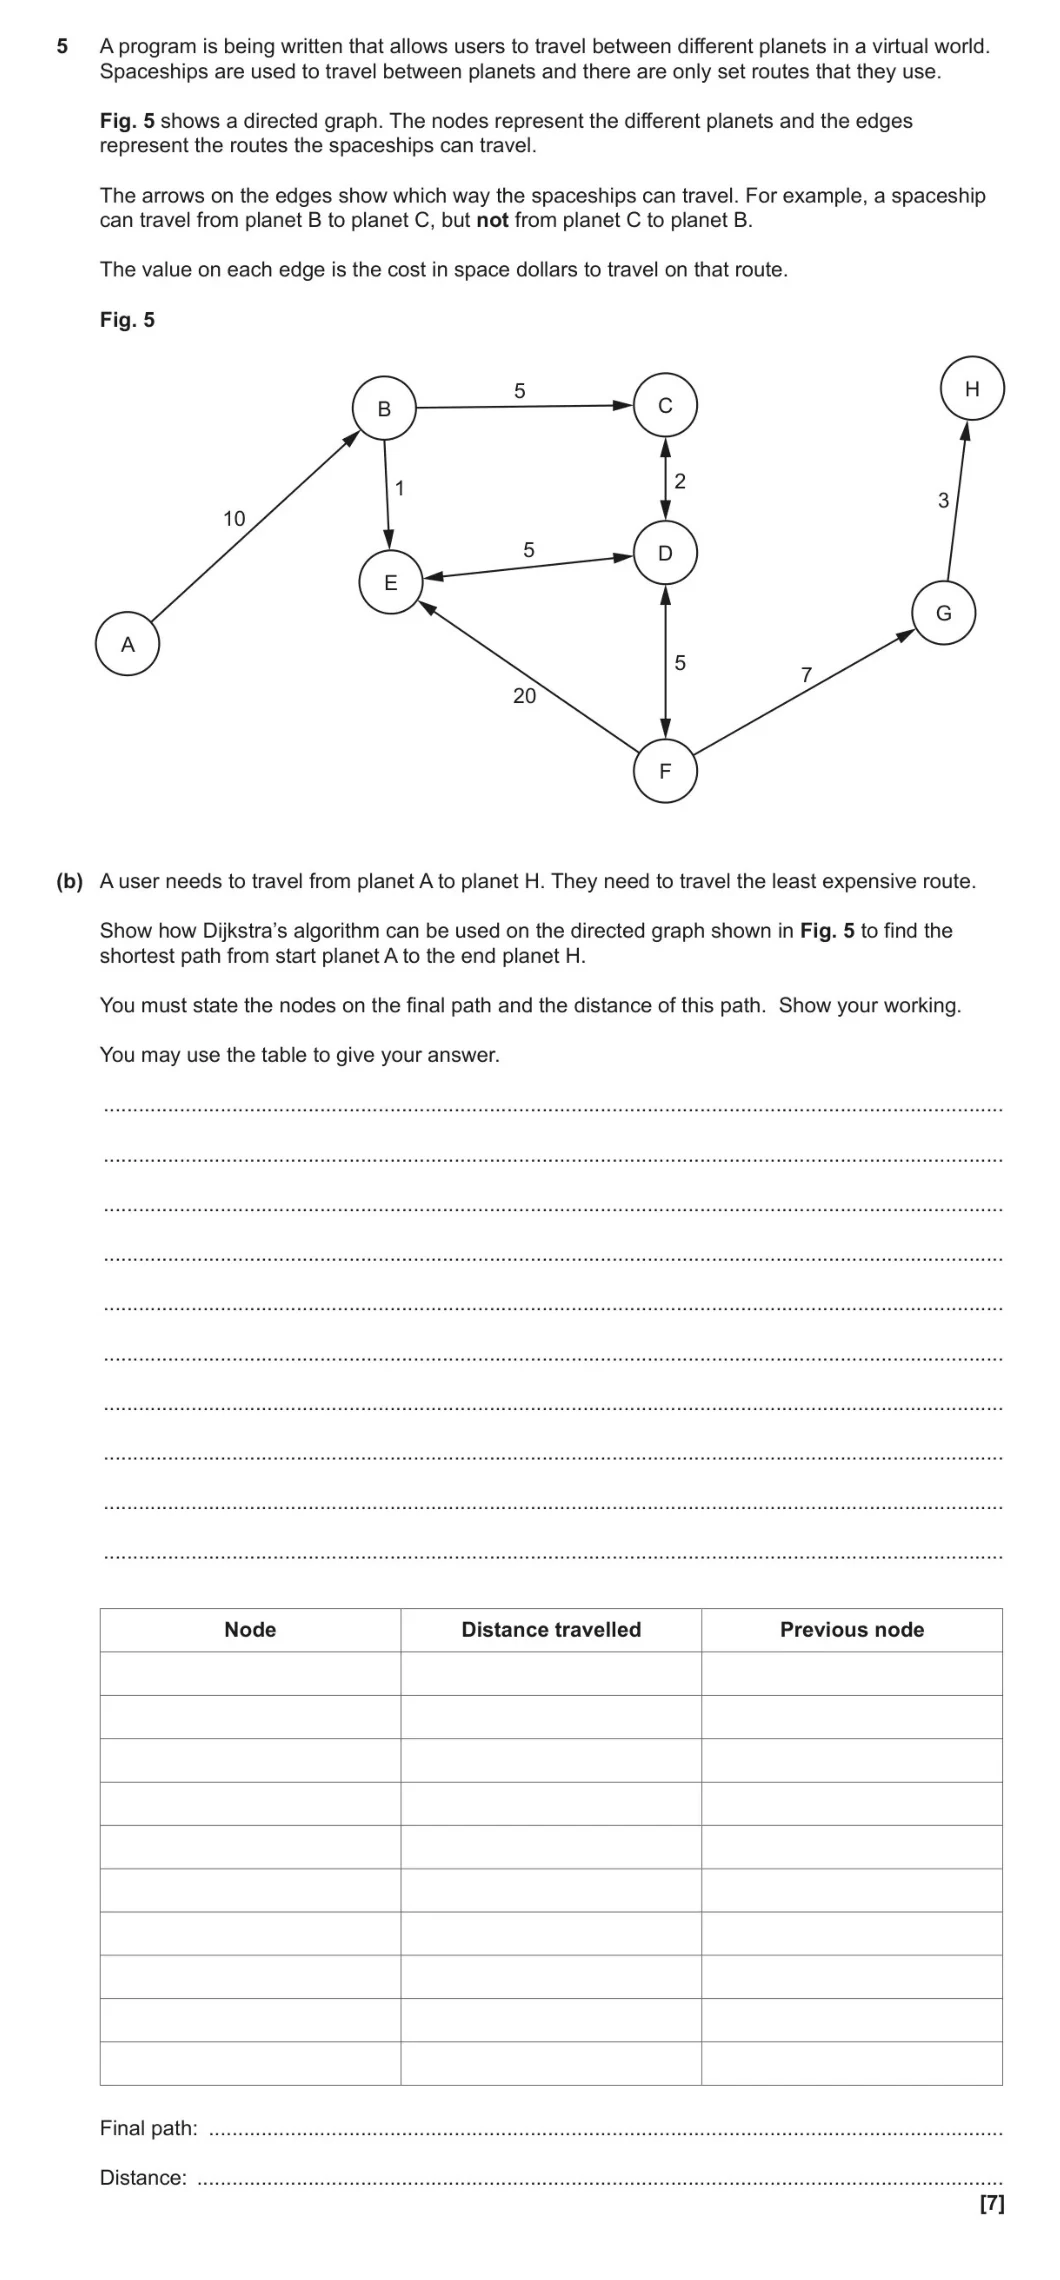 5 A program is being written that allows users to travel between different planets in a virtual world.
Spaceships are used to travel between planets and there are only set routes that they use.
Fig. 5 shows a directed graph. The nodes represent the different planets and the edges
represent the routes the spaceships can travel.
The arrows on the edges show which way the spaceships can travel. For example, a spaceship
can travel from planet B to planet C, but not from planet C to planet B.
The value on each edge is the cost in space dollars to travel on that route.
Fig. 5
H
B
5
C
1
2
3
10
5
D
E
G
A
5
7
20
F
(b) A user needs to travel from planet A to planet H. They need to travel the least expensive route.
Show how Dijkstra's algorithm can be used on the directed graph shown in Fig. 5 to find the
shortest path from start planet A to the end planet H.
You must state the nodes on the final path and the distance of this path. Show your working.
You may use the table to give your answer.
Node Distance travelled Previous node
Final path:
Distance:
[7]